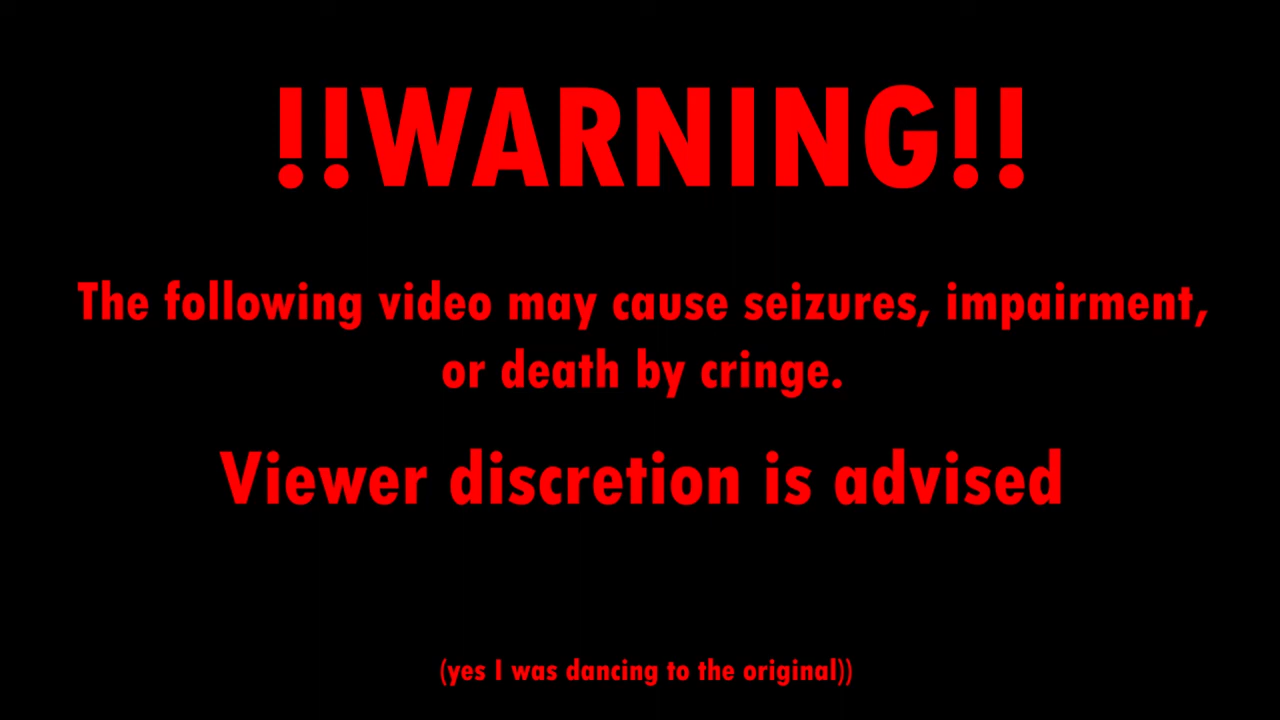 !!WARNING!!
The following video may cause seizures, impairment,
or death by cringe.
Viewer discretion is advised
(yes I was dancing to the original))